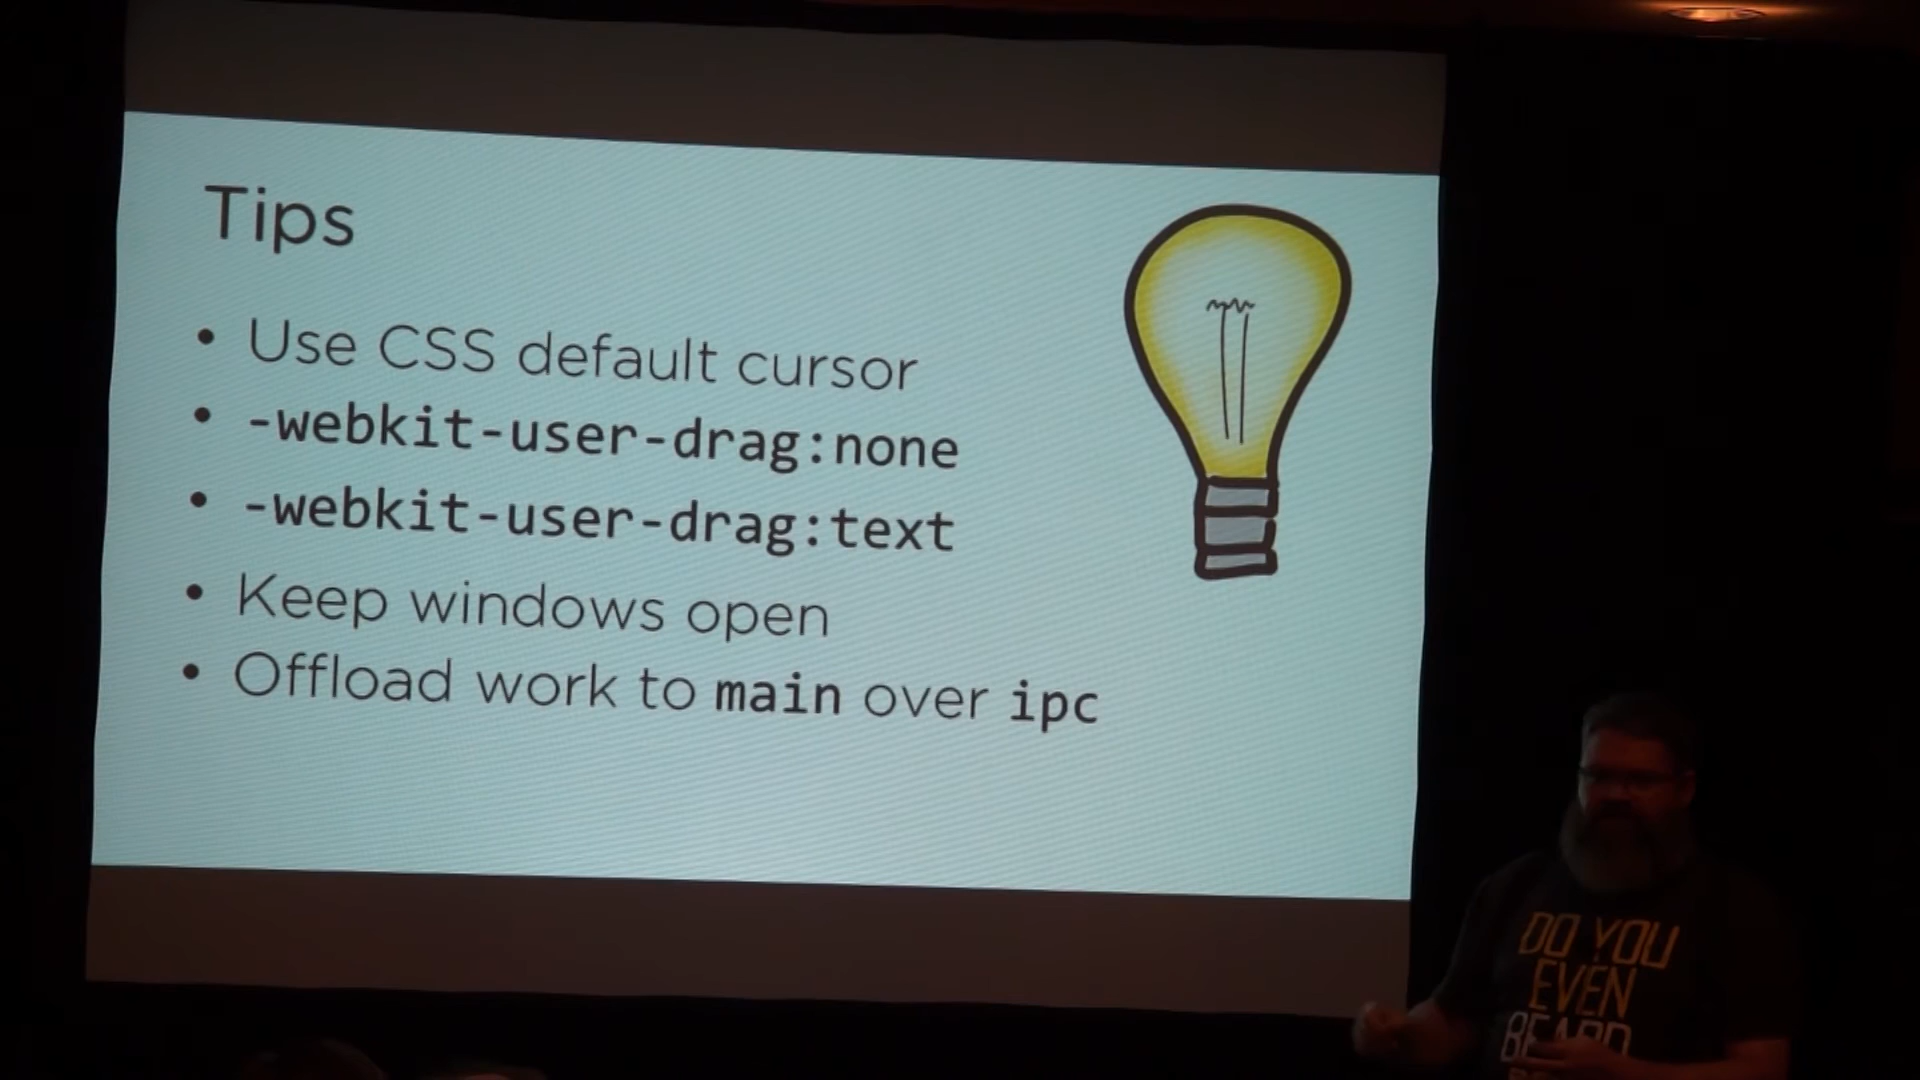 Tips
• Use CSS default cursor
• -webkit-user-drag:none
• -webkit-user-drag:text
• Keep windows open
• Offload work to main over ipc
DO YOU
EVEN
BEARD